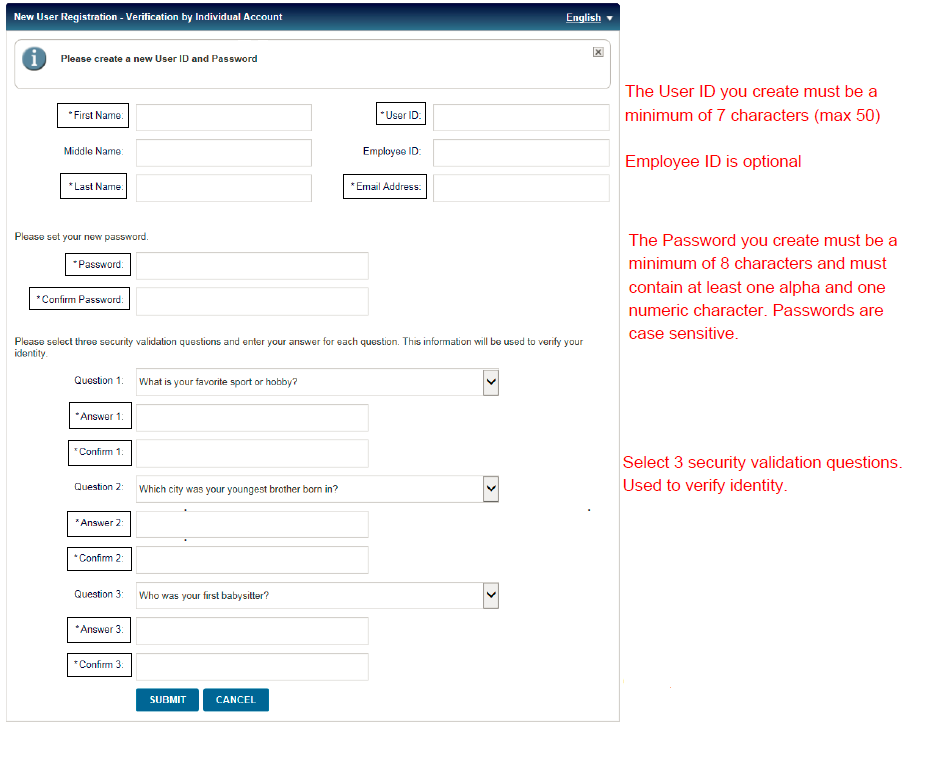 New User Registration - Verification by Individual Account English
Please create a new User ID and Password
* First Name: * User ID:
Middle Name: Employee ID:
* Last Name: * Email Address:
The User ID you create must be a
minimum of 7 characters (max 50)
Employee ID is optional
Please set your new password.
* Password:
* Confirm Password:
The Password you create must be a
minimum of 8 characters and must
contain at least one alpha and one
numeric character. Passwords are
case sensitive.
Please select three security validation questions and enter your answer for each question. This information will be used to verify your
identity.
Question 1: What is your favorite sport or hobby?
* Answer 1:
* Confirm 1:
Question 2: Which city was your youngest brother born in?
* Answer 2:
* Confirm 2:
Select 3 security validation questions.
Used to verify identity.
Question 3: Who was your first babysitter?
* Answer 3:
* Confirm 3:
SUBMIT CANCEL